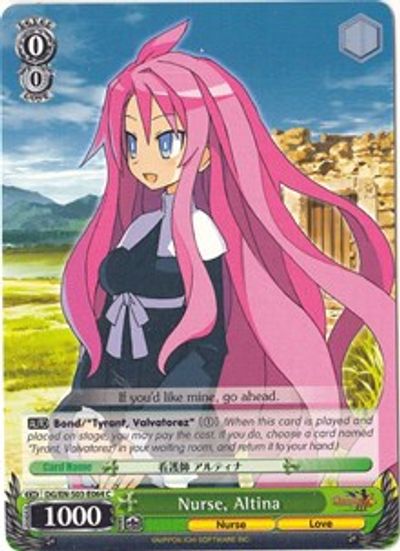 LEVEL
0
0
COST
If you'd like mine, go ahead.
AUTO Bond/"Tyrant, Valvatorez" [(0)] (When this card is played and
placed on stage, you may pay cost. If you do, choose a card named
"Tyrant, Valvatorez" in your waiting room, and return it to your hand)
Card Name 看護師 アルティナ
DG/EN-S03 E064 C
1000
Nurse, Altina
Nurse
Love
©NIPPON ICHI SOFTWARE INC.